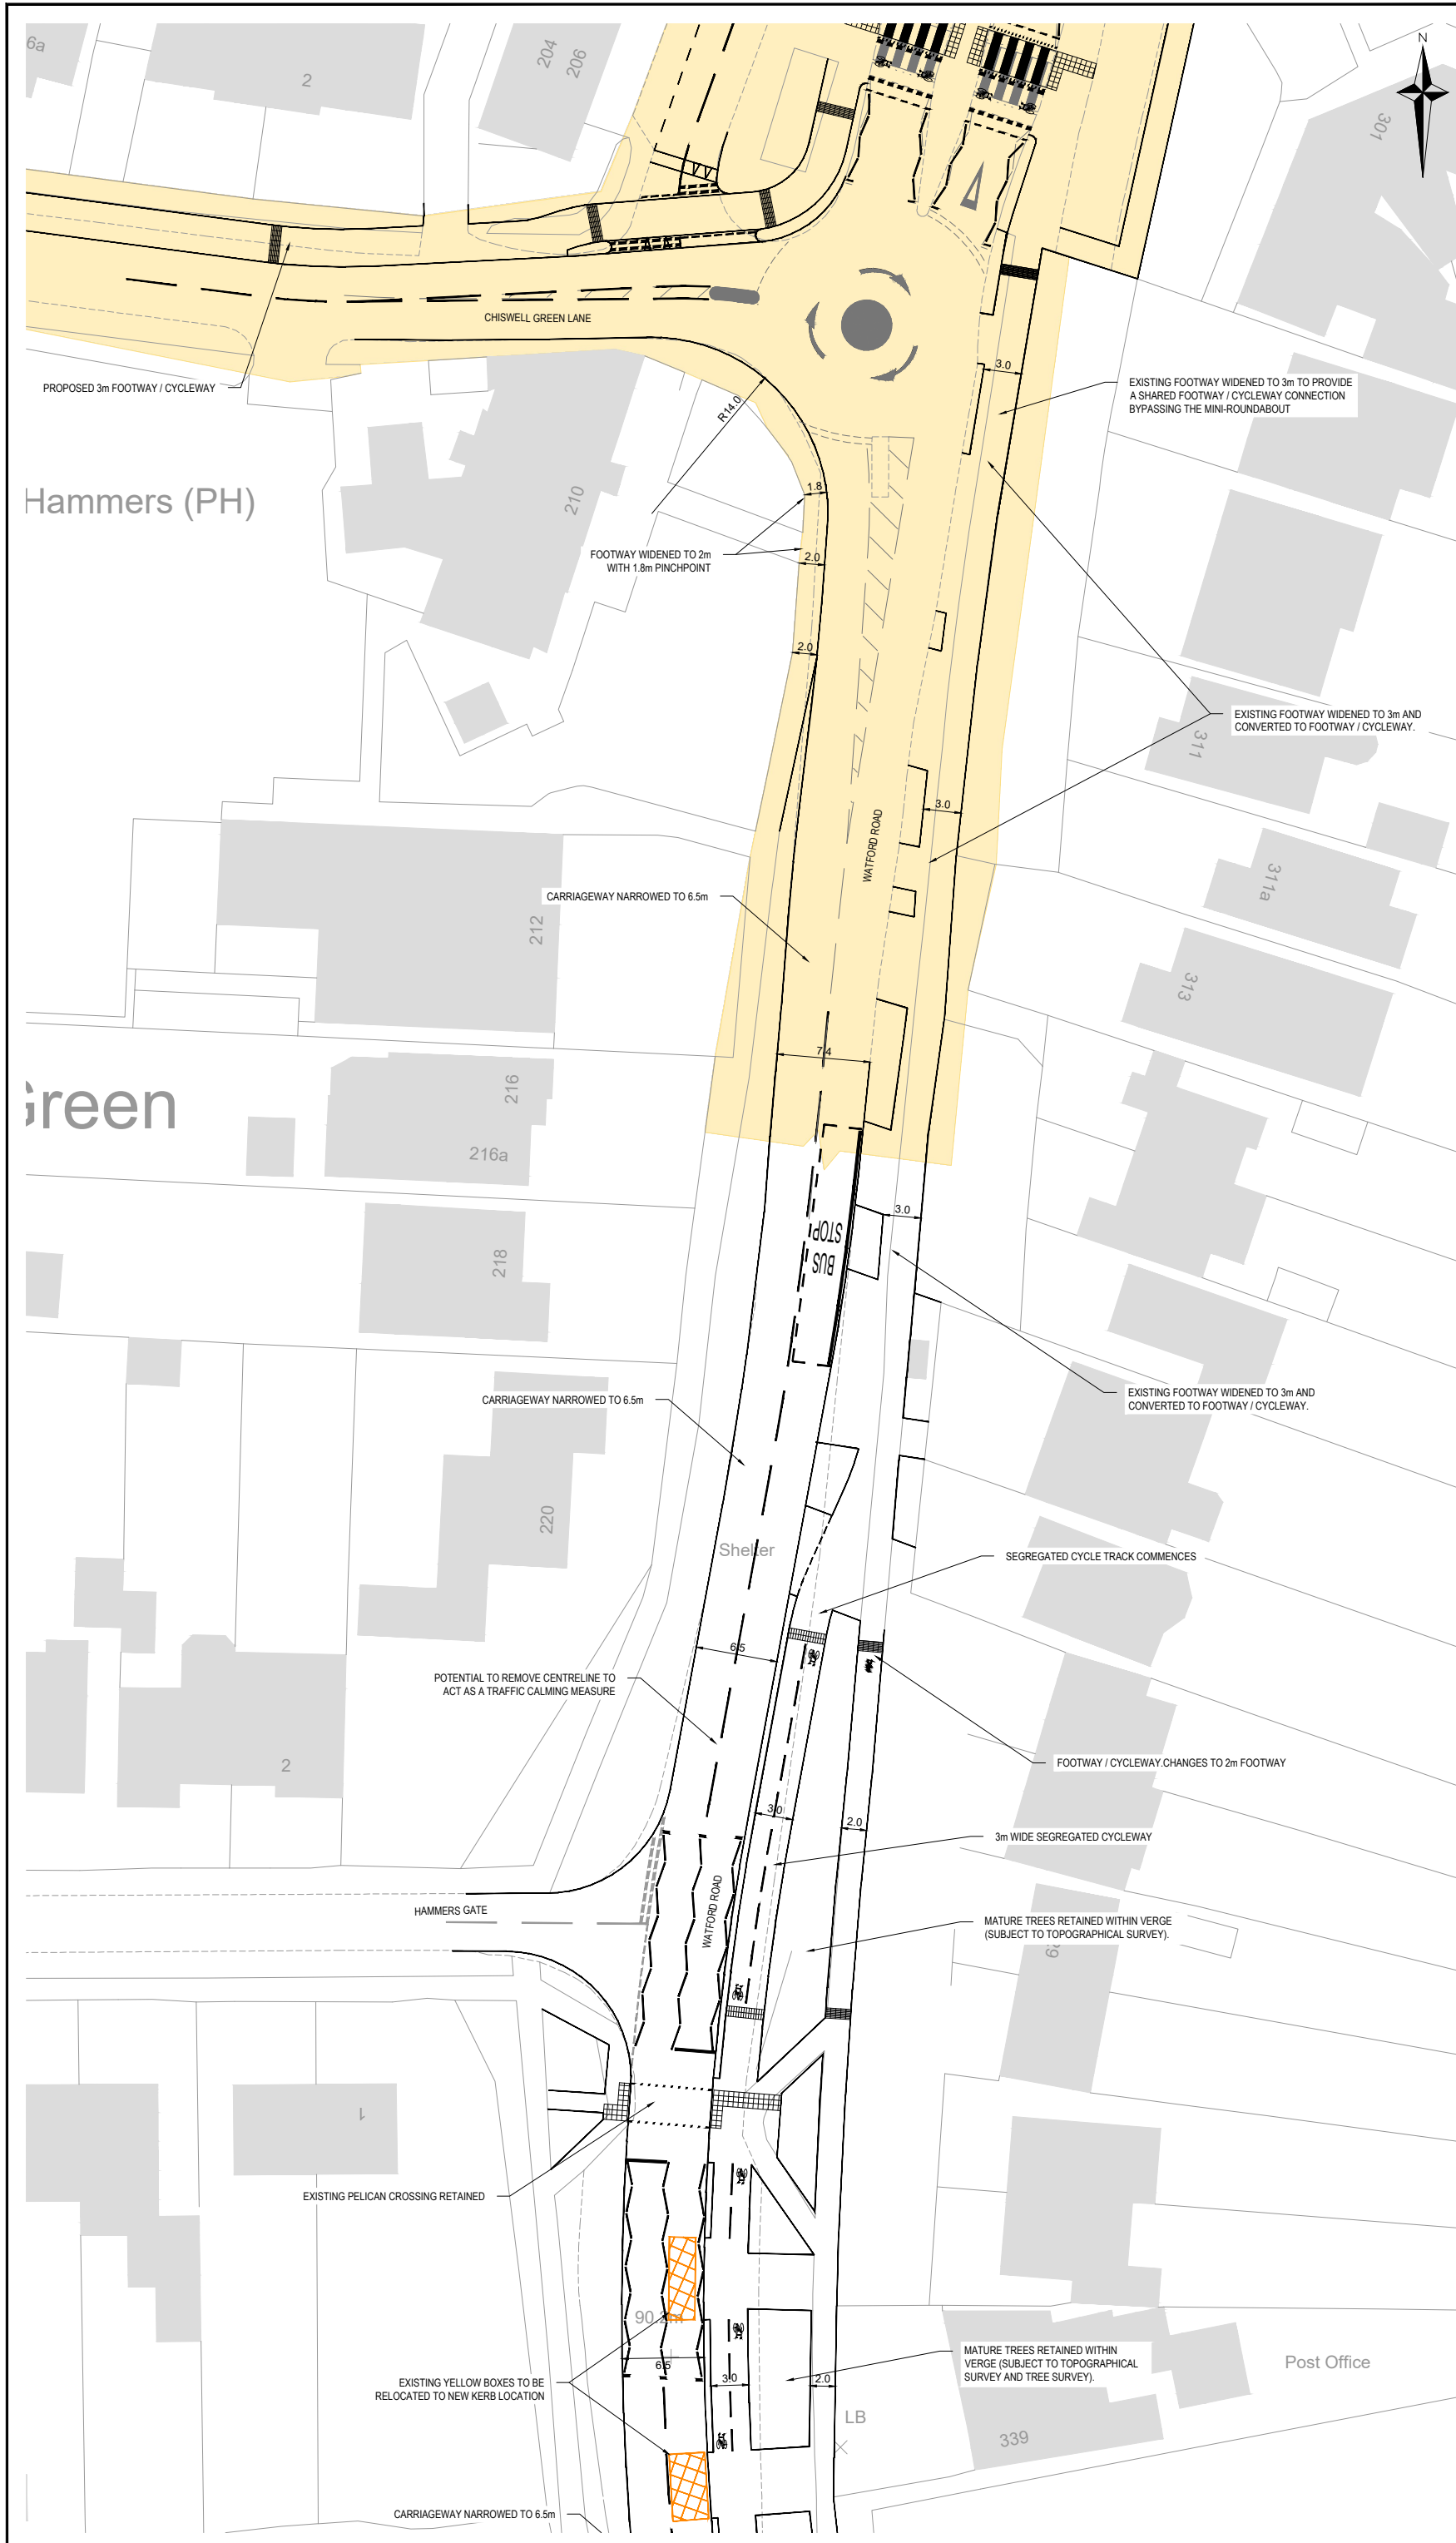 6a
2
204
206
N
301
CHISWELL GREEN LANE
PROPOSED 3m FOOTWAY / CYCLEWAY
3.0
EXISTING FOOTWAY WIDENED TO 3m TO PROVIDE
A SHARED FOOTWAY / CYCLEWAY CONNECTION
BYPASSING THE MINI-ROUNDABOUT
R14.0
Hammers (PH)
210
1.8
FOOTWAY WIDENED TO 2m
WITH 1.8m PINCHPOINT
2.0
2.0
EXISTING FOOTWAY WIDENED TO 3m AND
CONVERTED TO FOOTWAY / CYCLEWAY.
311
3.0
WATFORD ROAD
311a
CARRIAGEWAY NARROWED TO 6.5m
212
313
7.4
Green
216
216a
3.0
BUS
STOP
218
CARRIAGEWAY NARROWED TO 6.5m
EXISTING FOOTWAY WIDENED TO 3m AND
CONVERTED TO FOOTWAY / CYCLEWAY.
220
Shelter
SEGREGATED CYCLE TRACK COMMENCES
6.5
POTENTIAL TO REMOVE CENTRELINE TO
ACT AS A TRAFFIC CALMING MEASURE
2
FOOTWAY / CYCLEWAY.CHANGES TO 2m FOOTWAY
3.0
2.0
3m WIDE SEGREGATED CYCLEWAY
HAMMERS GATE
WATFORD ROAD
MATURE TREES RETAINED WITHIN VERGE
(SUBJECT TO TOPOGRAPHICAL SURVEY).
1
EXISTING PELICAN CROSSING RETAINED
90.2m
6.5
3.0
2.0
MATURE TREES RETAINED WITHIN
VERGE (SUBJECT TO TOPOGRAPHICAL
SURVEY AND TREE SURVEY).
Post Office
EXISTING YELLOW BOXES TO BE
RELOCATED TO NEW KERB LOCATION
LB
339
CARRIAGEWAY NARROWED TO 6.5m